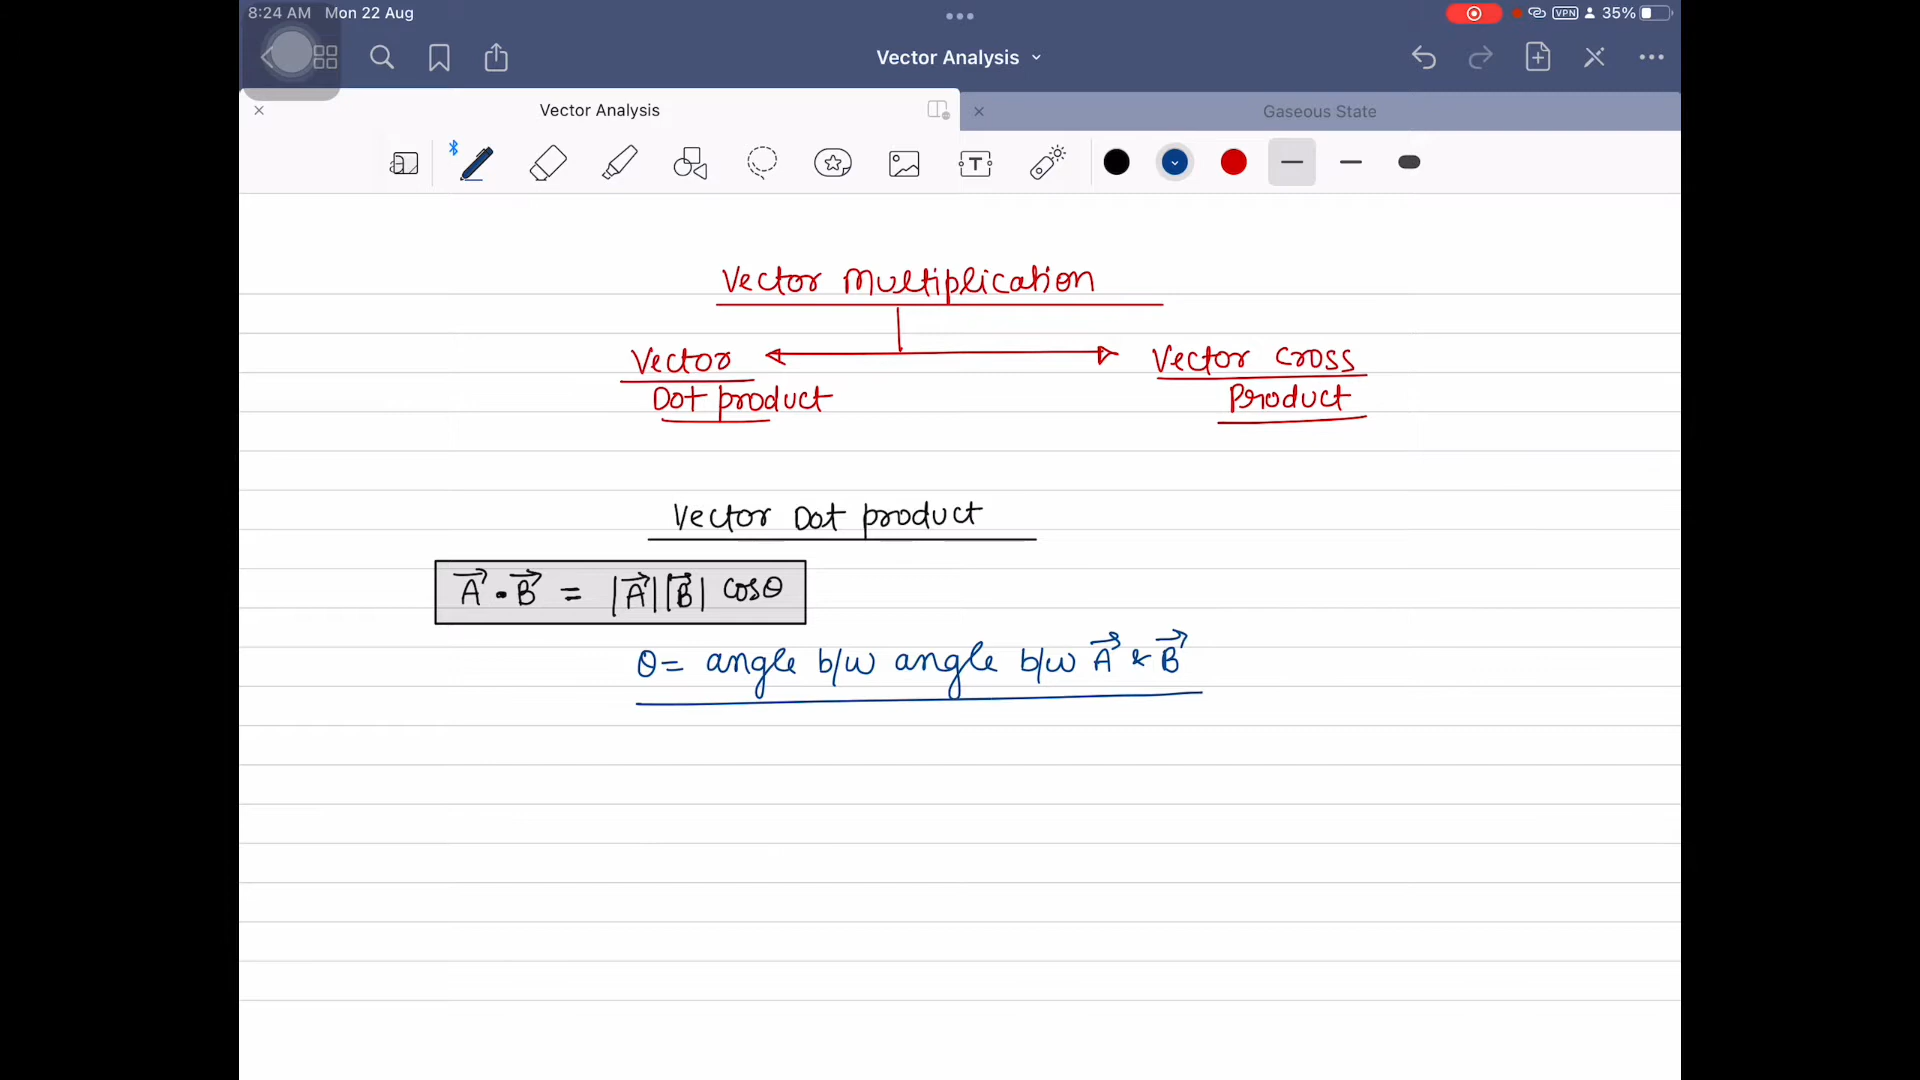 8:24 AM Mon 22 Aug
VPN 35%
Vector Analysis
Vector Analysis
Gaseous State
Vector Multiplication
Vector Vector Cross
Dot product Product
Vector Dot product
A⃗ · B⃗ = |A⃗||B⃗| cosθ
θ = angle b/w angle b/w A⃗ & B⃗